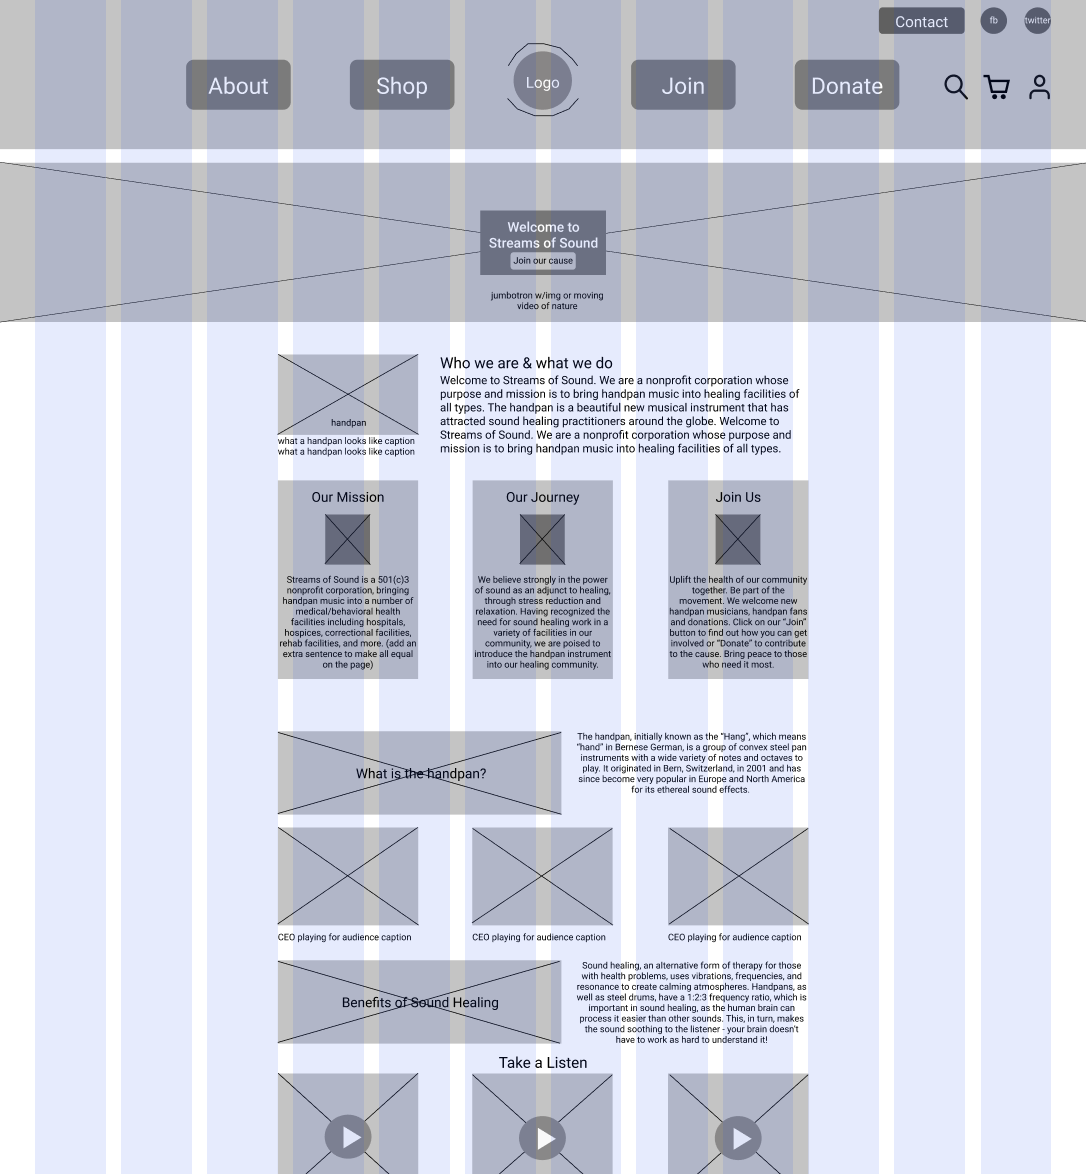 Contact
fb
twitter
About
Shop
Logo
Join
Donate
Welcome to
Streams of Sound
Join our cause
jumbotron w/img or moving
video of nature
handpan
what a handpan looks like caption
what a handpan looks like caption
Who we are & what we do
Welcome to Streams of Sound. We are a nonprofit corporation whose
purpose and mission is to bring handpan music into healing facilities of
all types. The handpan is a beautiful new musical instrument that has
attracted sound healing practitioners around the globe. Welcome to
Streams of Sound. We are a nonprofit corporation whose purpose and
mission is to bring handpan music into healing facilities of all types.
Our Mission
Streams of Sound is a 501(c)3
nonprofit corporation, bringing
handpan music into a number of
medical/behavioral health
facilities including hospitals,
hospices, correctional facilities,
rehab facilities, and more. (add an
extra sentence to make all equal
on the page)
Our Journey
We believe strongly in the power
of sound as an adjunct to healing,
through stress reduction and
relaxation. Having recognized the
need for sound healing work in a
variety of facilities in our
community, we are poised to
introduce the handpan instrument
into our healing community.
Join Us
Uplift the health of our community
together. Be part of the
movement. We welcome new
handpan musicians, handpan fans
and donations. Click on our “Join”
button to find out how you can get
involved or “Donate” to contribute
to the cause. Bring peace to those
who need it most.
What is the handpan?
The handpan, initially known as the “Hang”, which means
“hand” in Bernese German, is a group of convex steel pan
instruments with a wide variety of notes and octaves to
play. It originated in Bern, Switzerland, in 2001 and has
since become very popular in Europe and North America
for its ethereal sound effects.
CEO playing for audience caption
CEO playing for audience caption
CEO playing for audience caption
Benefits of Sound Healing
Sound healing, an alternative form of therapy for those
with health problems, uses vibrations, frequencies, and
resonance to create calming atmospheres. Handpans, as
well as steel drums, have a 1:2:3 frequency ratio, which is
important in sound healing, as the human brain can
process it easier than other sounds. This, in turn, makes
the sound soothing to the listener - your brain doesn't
have to work as hard to understand it!
Take a Listen